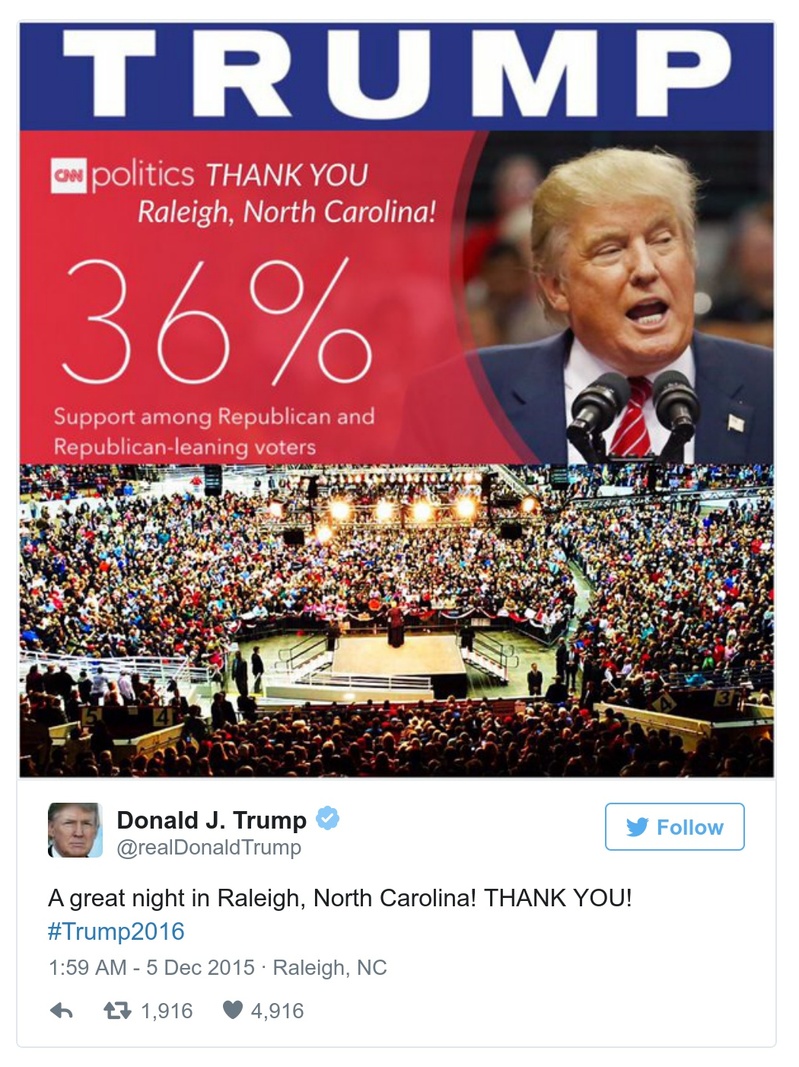 TRUMP
CNN politics THANK YOU
Raleigh, North Carolina!
36%
Support among Republican and
Republican-leaning voters
5 4 4 3
Donald J. Trump
Follow
@realDonaldTrump
A great night in Raleigh, North Carolina! THANK YOU!
#Trump2016
1:59 AM - 5 Dec 2015 · Raleigh, NC
1,916 4,916